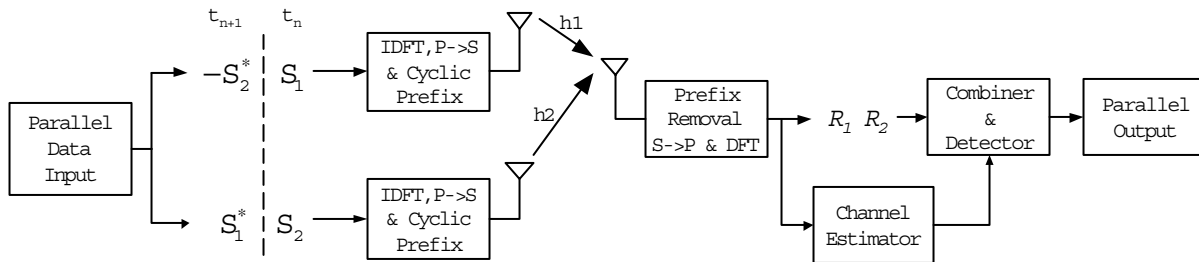 t_{n+1}
t_n
h1
IDFT,P->S
& Cyclic
Prefix
-S_2^*
S_1
h2
Parallel
Data
Input
Prefix
Removal
S->P & DFT
R_1 R_2
Combiner
&
Detector
Parallel
Output
S_1^*
S_2
IDFT,P->S
& Cyclic
Prefix
Channel
Estimator